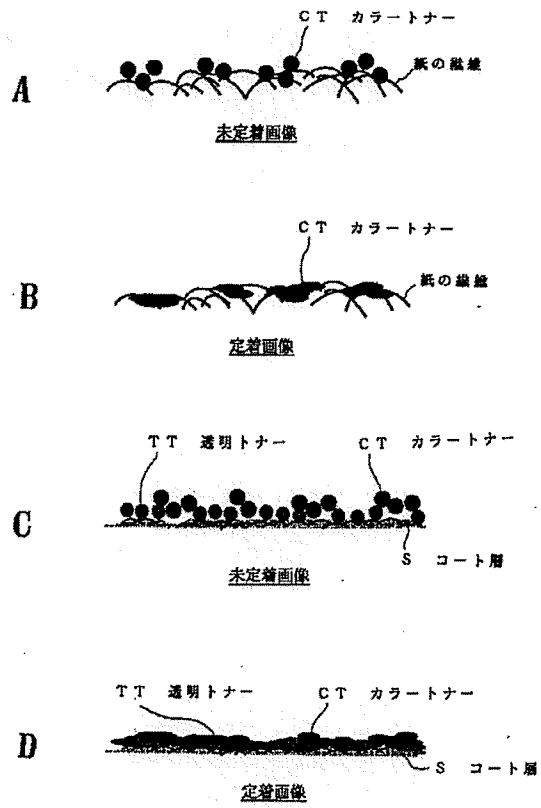 CT カラートナー
紙の繊維
A
未定着画像
CT カラートナー
紙の繊維
B
定着画像
TT 透明トナー CT カラートナー
C
S コート層
未定着画像
TT 透明トナー CT カラートナー
D
S コート層
定着画像